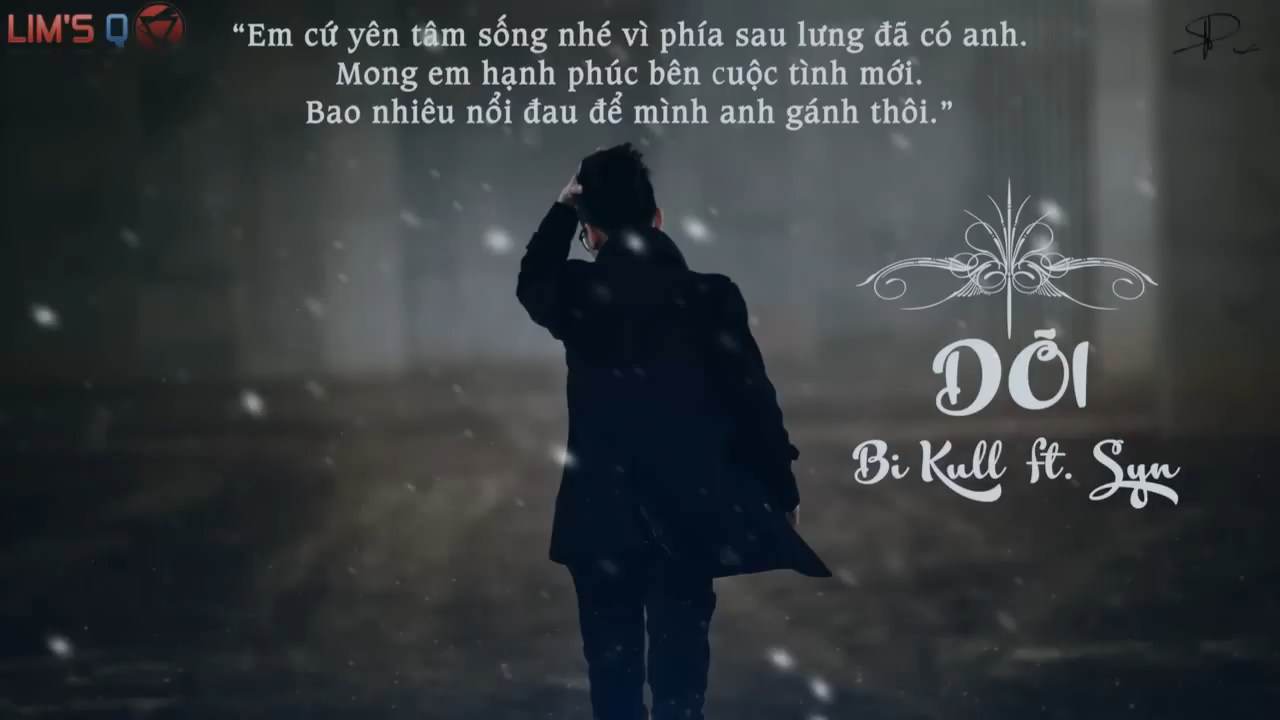 LIM'S Q
“Em cứ yên tâm sống nhé vì phía sau lưng đã có anh.
Mong em hạnh phúc bên cuộc tình mới.
Bao nhiêu nổi đau để mình anh gánh thôi.”
DÕI
Bi Kull ft. Syn